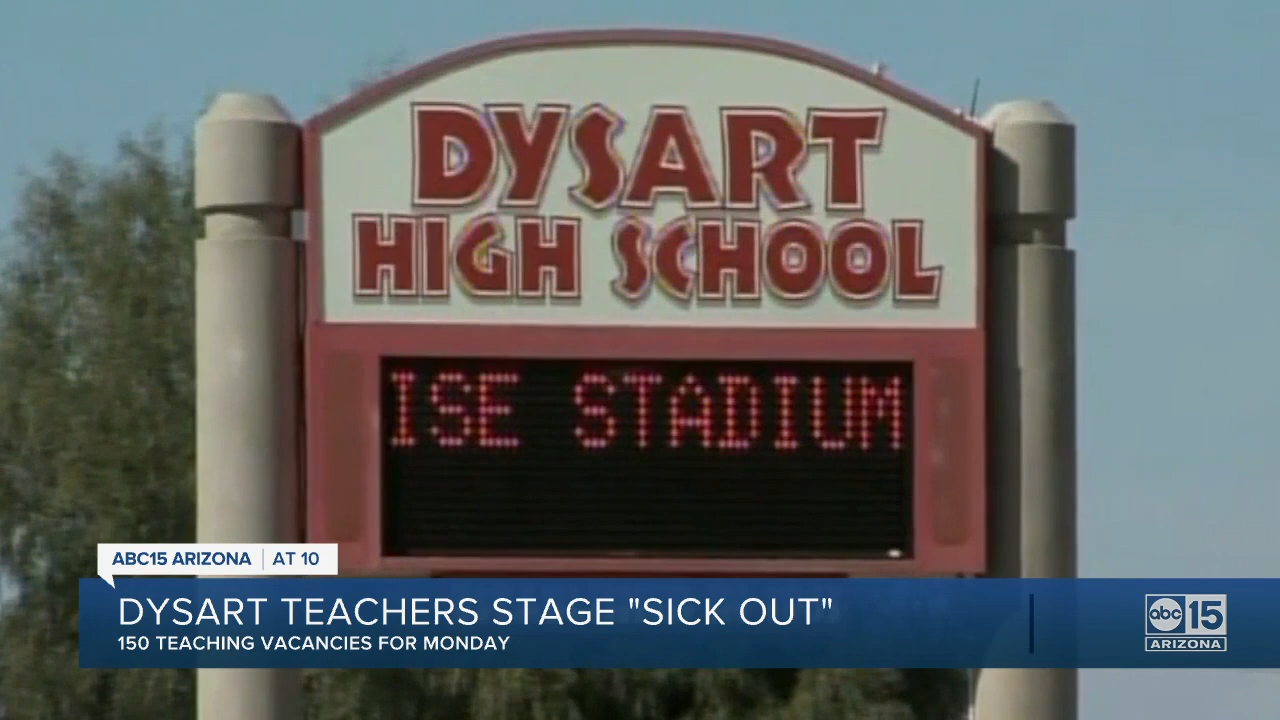 DYSART
HIGH SCHOOL
ISE STADIUM
ABC15 ARIZONA | AT 10
DYSART TEACHERS STAGE "SICK OUT"
150 TEACHING VACANCIES FOR MONDAY
abc 15
ARIZONA